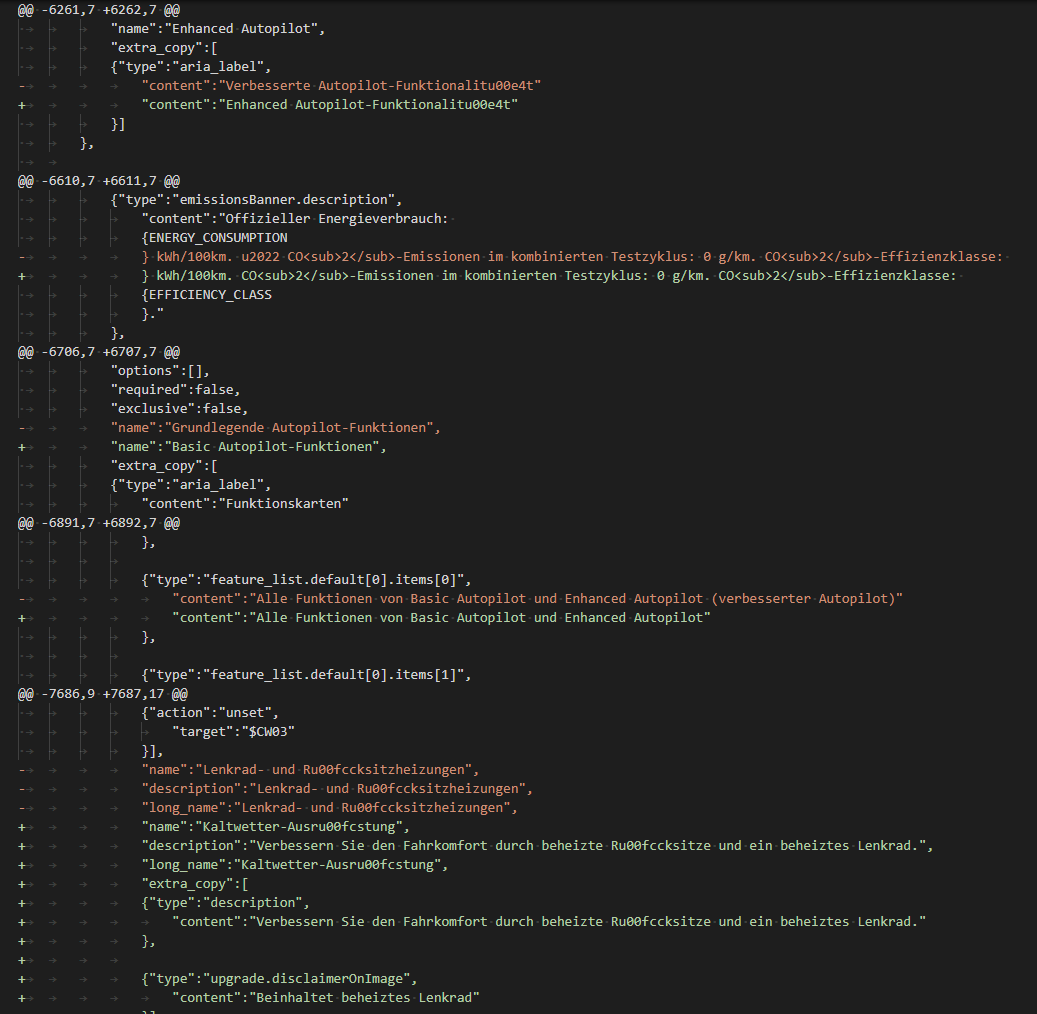 @@ -6261,7 +6262,7 @@
"name":"Enhanced Autopilot",
"extra_copy":[
{"type":"aria_label",
- "content":"Verbesserte Autopilot-Funktionalitu00e4t"
+ "content":"Enhanced Autopilot-Funktionalitu00e4t"
}]
},
@@ -6610,7 +6611,7 @@
{"type":"emissionsBanner.description",
"content":"Offizieller Energieverbrauch:
{ENERGY_CONSUMPTION
- } kWh/100km. u2022 CO<sub>2</sub>-Emissionen im kombinierten Testzyklus: 0 g/km. CO<sub>2</sub>-Effizienzklasse:
+ } kWh/100km. CO<sub>2</sub>-Emissionen im kombinierten Testzyklus: 0 g/km. CO<sub>2</sub>-Effizienzklasse:
{EFFICIENCY_CLASS
}."
},
@@ -6706,7 +6707,7 @@
"options":[],
"required":false,
"exclusive":false,
- "name":"Grundlegende Autopilot-Funktionen",
+ "name":"Basic Autopilot-Funktionen",
"extra_copy":[
{"type":"aria_label",
"content":"Funktionskarten"
@@ -6891,7 +6892,7 @@
},
{"type":"feature_list.default[0].items[0]",
- "content":"Alle Funktionen von Basic Autopilot und Enhanced Autopilot (verbesserter Autopilot)"
+ "content":"Alle Funktionen von Basic Autopilot und Enhanced Autopilot"
},
{"type":"feature_list.default[0].items[1]",
@@ -7686,9 +7687,17 @@
{"action":"unset",
"target":"$CW03"
}],
- "name":"Lenkrad- und Ru00fccksitzheizungen",
- "description":"Lenkrad- und Ru00fccksitzheizungen",
- "long_name":"Lenkrad- und Ru00fccksitzheizungen",
+ "name":"Kaltwetter-Ausru00fcstung",
+ "description":"Verbessern Sie den Fahrkomfort durch beheizte Ru00fccksitze und ein beheiztes Lenkrad.",
+ "long_name":"Kaltwetter-Ausru00fcstung",
+ "extra_copy":[
+ {"type":"description",
+ "content":"Verbessern Sie den Fahrkomfort durch beheizte Ru00fccksitze und ein beheiztes Lenkrad."
+ },
+
+ {"type":"upgrade.disclaimerOnImage",
+ "content":"Beinhaltet beheiztes Lenkrad"